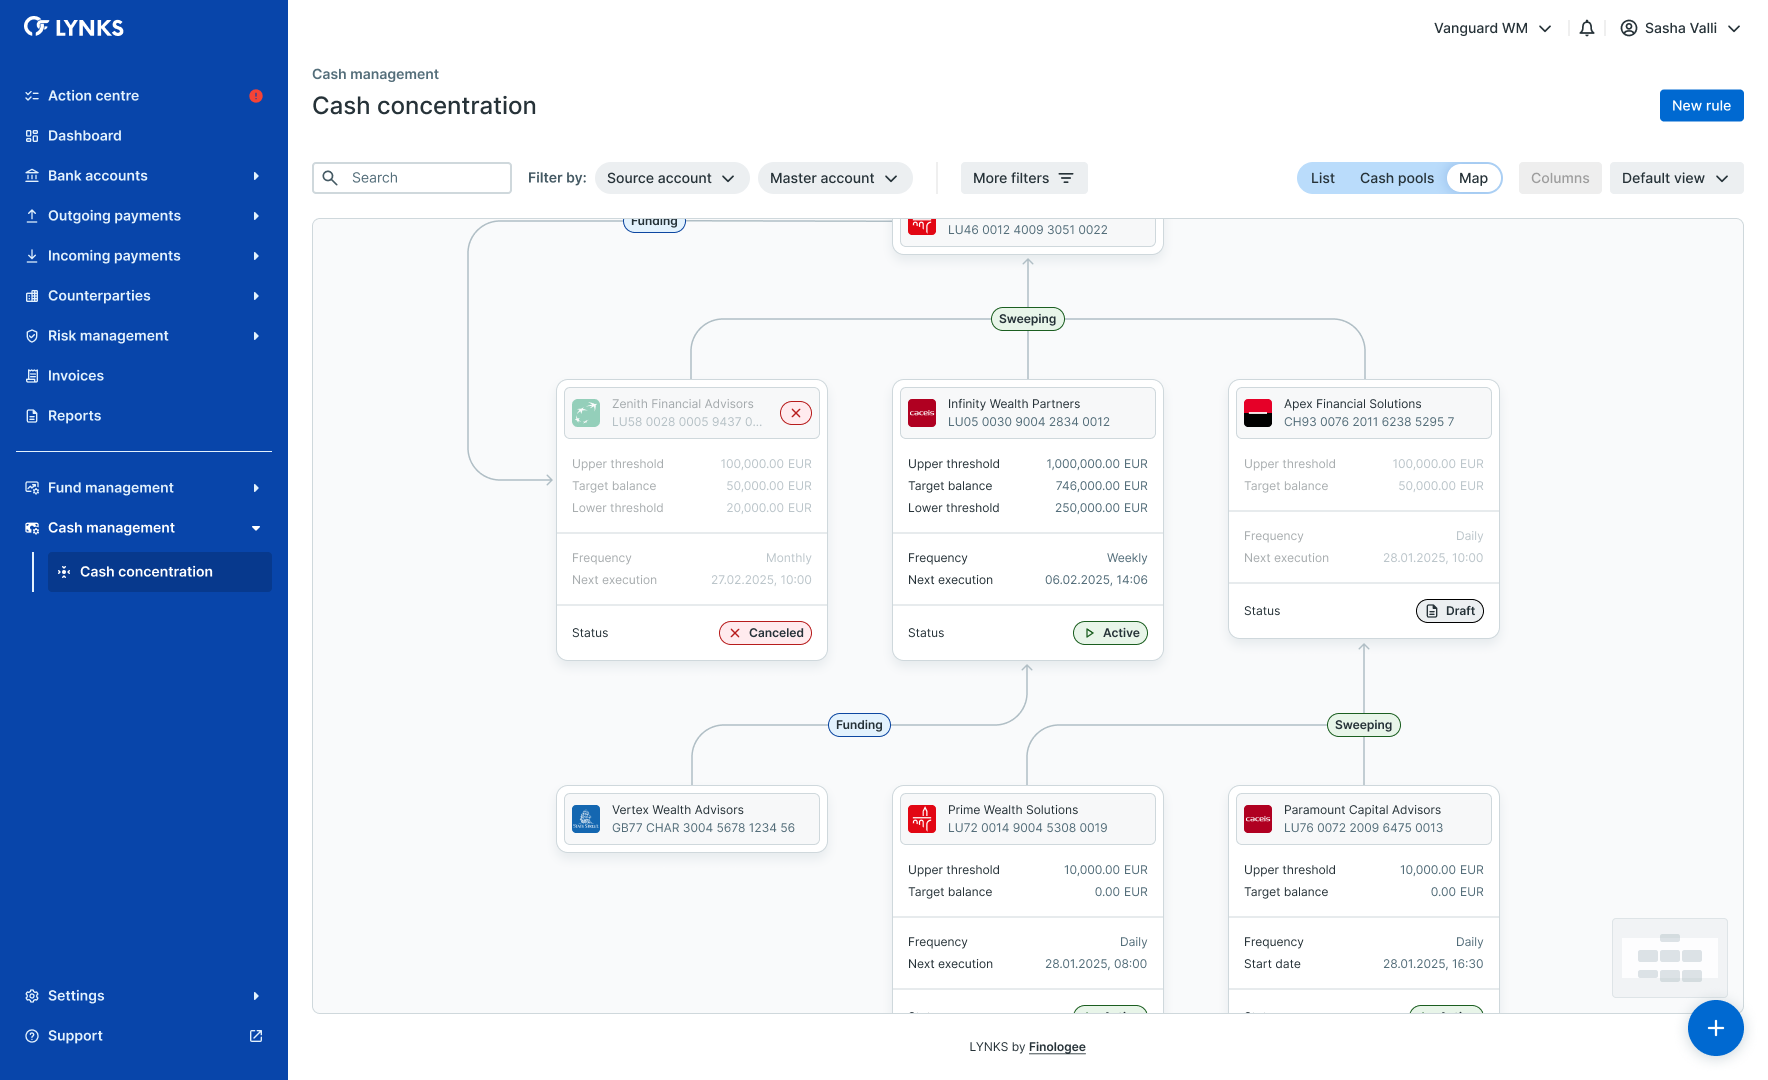 LYNKS
Action centre
Dashboard
Bank accounts
Outgoing payments
Incoming payments
Counterparties
Risk management
Invoices
Reports
Fund management
Cash management
Cash concentration
Settings
Support
Vanguard WM
Sasha Valli
Cash management
Cash concentration
New rule
Search
Filter by:
Source account
Master account
More filters
List
Cash pools
Map
Columns
Default view
Funding
LU46 0012 4009 3051 0022
Sweeping
Zenith Financial Advisors
LU58 0028 0005 9437 0...
Upper threshold 100,000.00 EUR
Target balance 50,000.00 EUR
Lower threshold 20,000.00 EUR
Frequency Monthly
Next execution 27.02.2025, 10:00
Status Canceled
caceis
Infinity Wealth Partners
LU05 0030 9004 2834 0012
Upper threshold 1,000,000.00 EUR
Target balance 746,000.00 EUR
Lower threshold 250,000.00 EUR
Frequency Weekly
Next execution 06.02.2025, 14:06
Status Active
Apex Financial Solutions
CH93 0076 2011 6238 5295 7
Upper threshold 100,000.00 EUR
Target balance 50,000.00 EUR
Frequency Daily
Next execution 28.01.2025, 10:00
Status Draft
Funding
Sweeping
Vertex Wealth Advisors
GB77 CHAR 3004 5678 1234 56
Prime Wealth Solutions
LU72 0014 9004 5308 0019
Upper threshold 10,000.00 EUR
Target balance 0.00 EUR
Frequency Daily
Next execution 28.01.2025, 08:00
caceis
Paramount Capital Advisors
LU76 0072 2009 6475 0013
Upper threshold 10,000.00 EUR
Target balance 0.00 EUR
Frequency Daily
Start date 28.01.2025, 16:30
LYNKS by Finologee